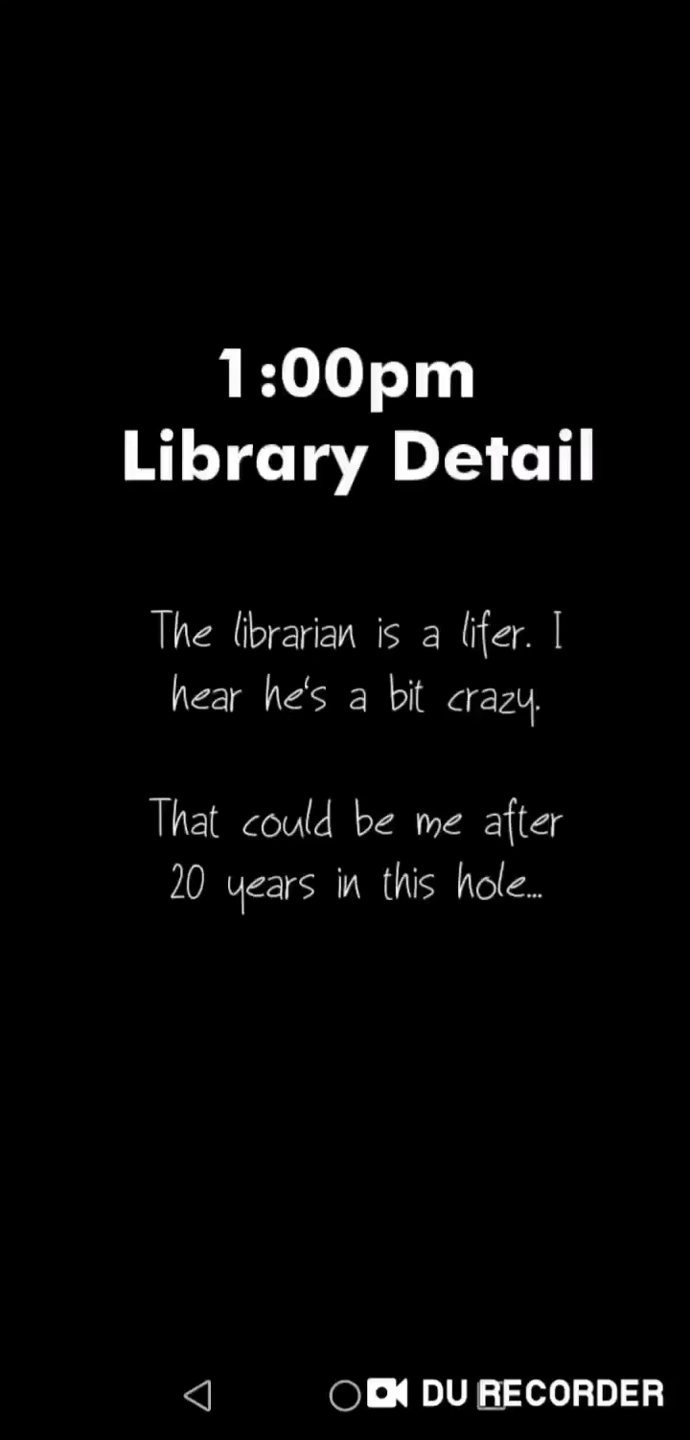 1:00pm
Library Detail
The librarian is a lifer. I
hear he's a bit crazy.
That could be me after
20 years in this hole...
DU RECORDER